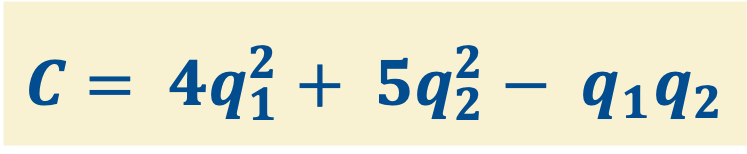 C = 4q₁² + 5q₂² − q₁q₂